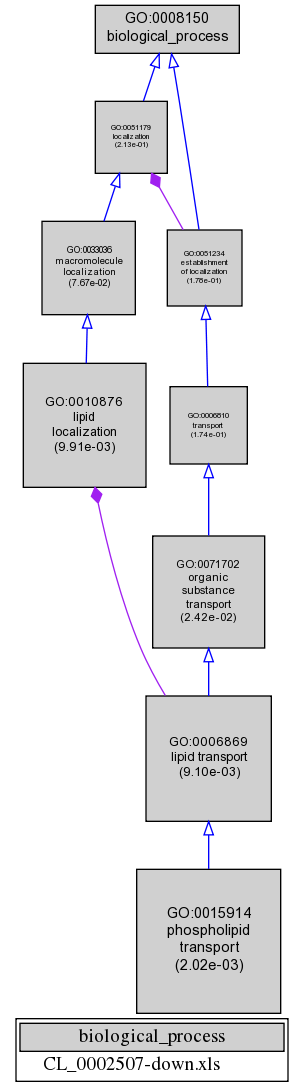 GO:0008150
biological_process
GO:0051179
localization
(2.13e-01)
GO:0033036
macromolecule
localization
(7.67e-02)
GO:0051234
establishment
of localization
(1.78e-01)
GO:0010876
lipid
localization
(9.91e-03)
GO:0006810
transport
(1.74e-01)
GO:0071702
organic
substance
transport
(2.42e-02)
GO:0006869
lipid transport
(9.10e-03)
GO:0015914
phospholipid
transport
(2.02e-03)
biological_process
CL_0002507-down.xls